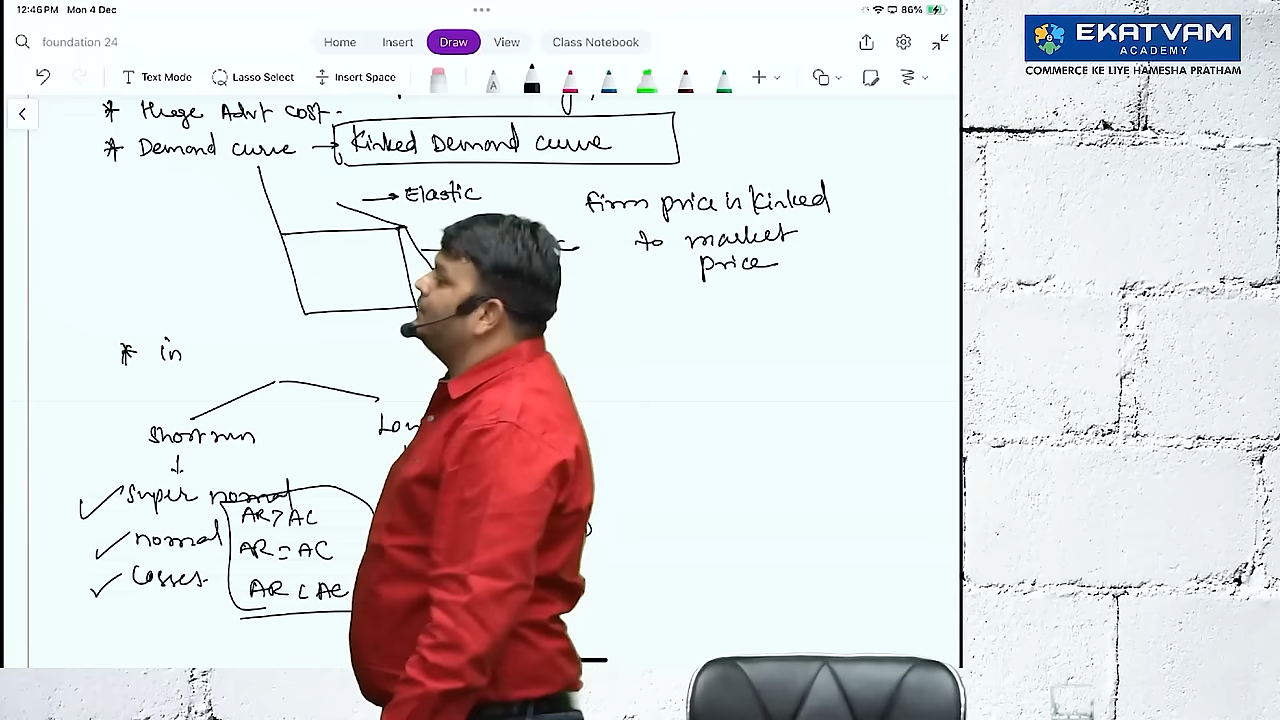 12:46 PM Mon 4 Dec
86%
EKATVAM
ACADEMY
COMMERCE KE LIYE HAMESHA PRATHAM
foundation 24
Home Insert Draw View Class Notebook
Text Mode Lasso Select Insert Space
* Huge Advt cost.
* Demand curve → Kinked Demand curve
→ Elastic
firm price is kinked
to market
price
* in
Short run
Lon
Super normal
AR > AC
normal
AR = AC
Losses
AR < AC